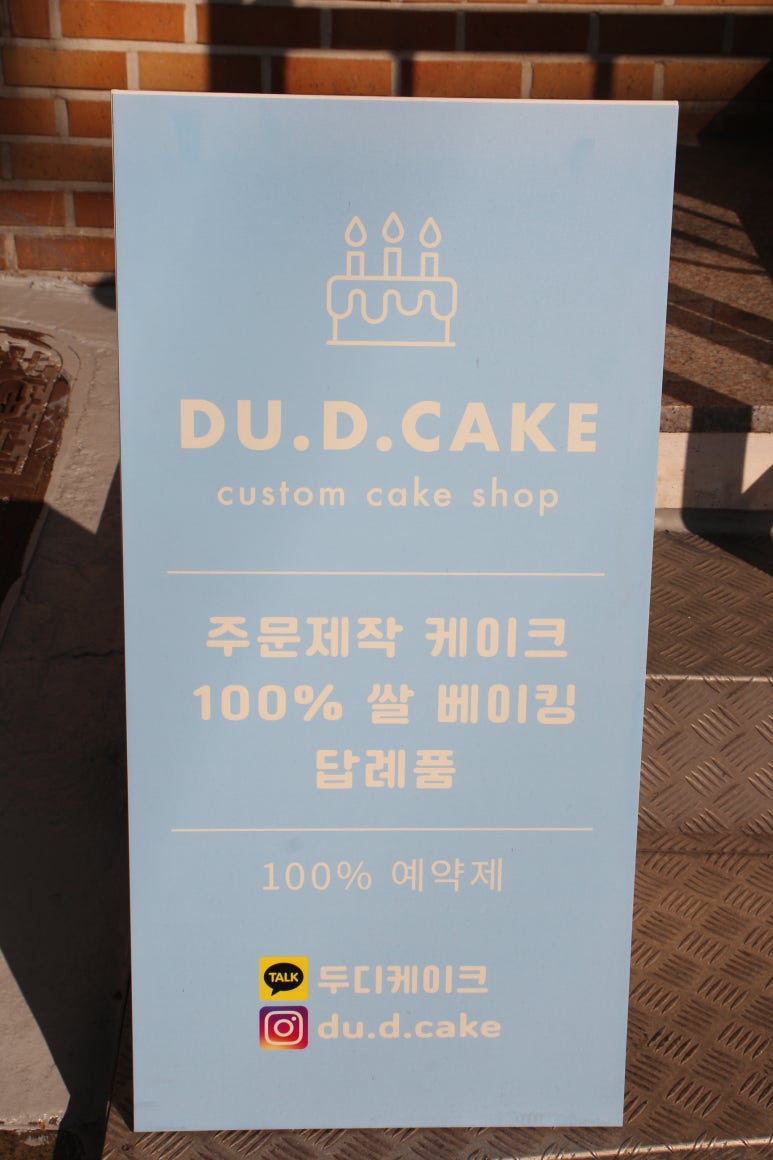 DU.D.CAKE
custom cake shop
주문제작 케이크
100% 쌀 베이킹
답례품
100% 예약제
TALK 두디케이크
du.d.cake